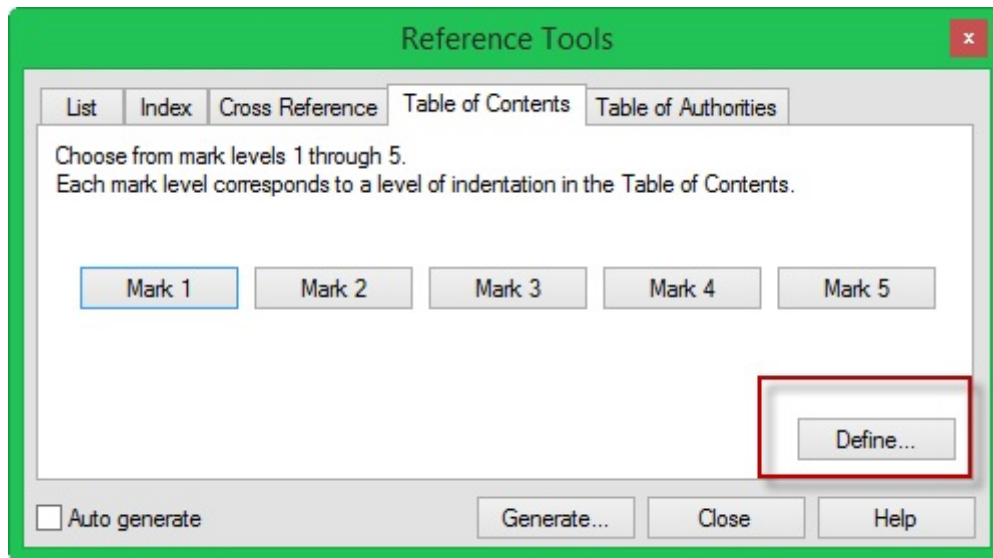 Reference Tools
x
List Index Cross Reference Table of Contents Table of Authorities
Choose from mark levels 1 through 5.
Each mark level corresponds to a level of indentation in the Table of Contents.
Mark 1 Mark 2 Mark 3 Mark 4 Mark 5
Define...
Auto generate Generate... Close Help